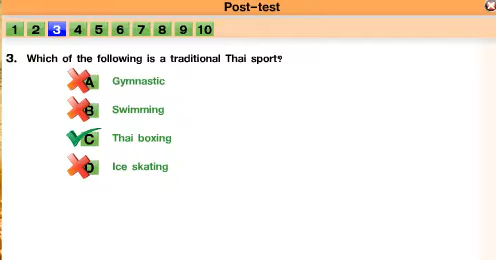 Post-test
1 2 3 4 5 6 7 8 9 10
3. Which of the following is a traditional Thai sport?
A Gymnastic
B Swimming
C Thai boxing
D Ice skating